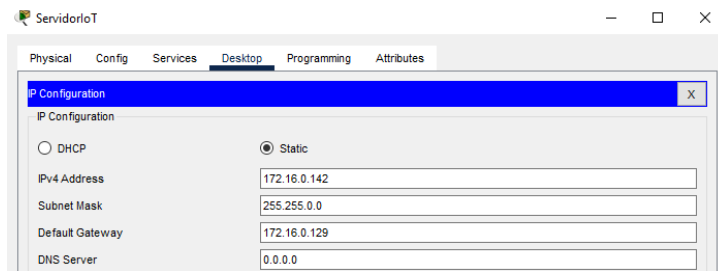 ServidorIoT
Physical Config Services Desktop Programming Attributes
IP Configuration X
IP Configuration
DHCP Static
IPv4 Address 172.16.0.142
Subnet Mask 255.255.0.0
Default Gateway 172.16.0.129
DNS Server 0.0.0.0